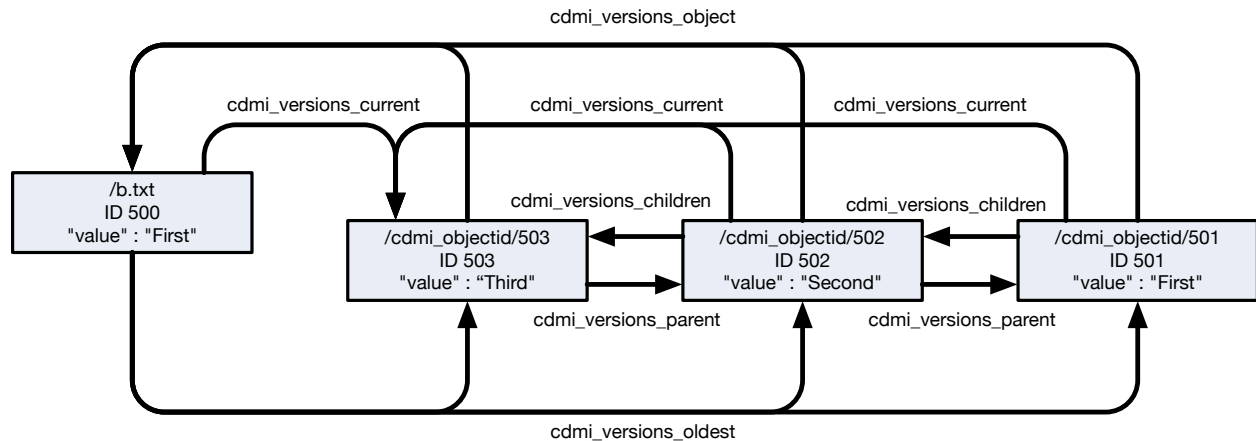 cdmi_versions_object
cdmi_versions_current
cdmi_versions_current
cdmi_versions_current
/b.txt
ID 500
"value" : "First"
cdmi_versions_children
cdmi_versions_children
/cdmi_objectid/503
ID 503
"value" : “Third"
/cdmi_objectid/502
ID 502
"value" : "Second"
/cdmi_objectid/501
ID 501
"value" : "First"
cdmi_versions_parent
cdmi_versions_parent
cdmi_versions_oldest